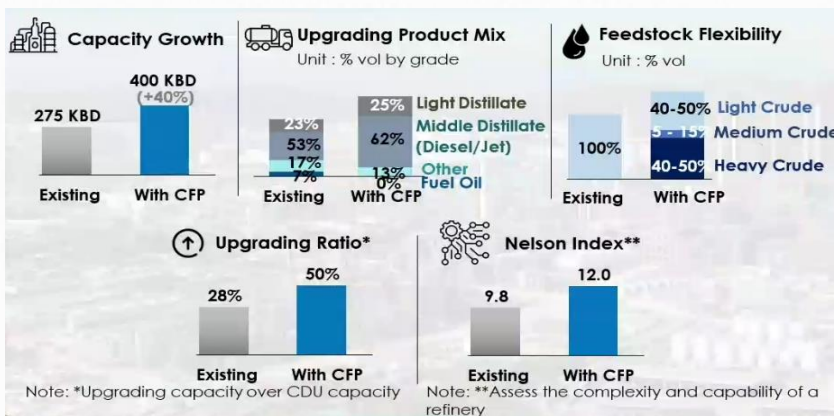 Capacity Growth
400 KBD
(+40%)
275 KBD
Existing
With CFP
Upgrading Product Mix
Unit : % vol by grade
25%
Light Distillate
23%
Middle Distillate
(Diesel/Jet)
53%
62%
17%
13%
Other
7%
0%
Fuel Oil
Existing
With CFP
Feedstock Flexibility
Unit : % vol
40-50%
Light Crude
5 - 15%
Medium Crude
100%
40-50%
Heavy Crude
Existing
With CFP
Upgrading Ratio*
50%
28%
Existing
With CFP
Note: *Upgrading capacity over CDU capacity
Nelson Index**
12.0
9.8
Existing
With CFP
Note: **Assess the complexity and capability of a
refinery